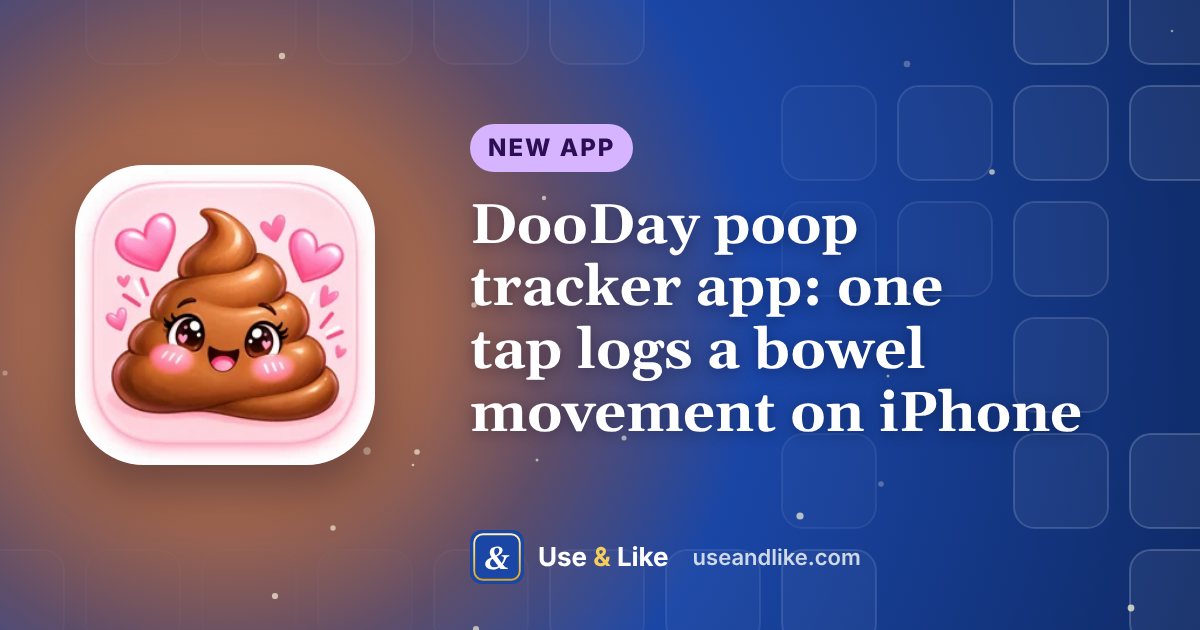 NEW APP
DooDay poop
tracker app: one
tap logs a bowel
movement on iPhone
& Use & Like useandlike.com